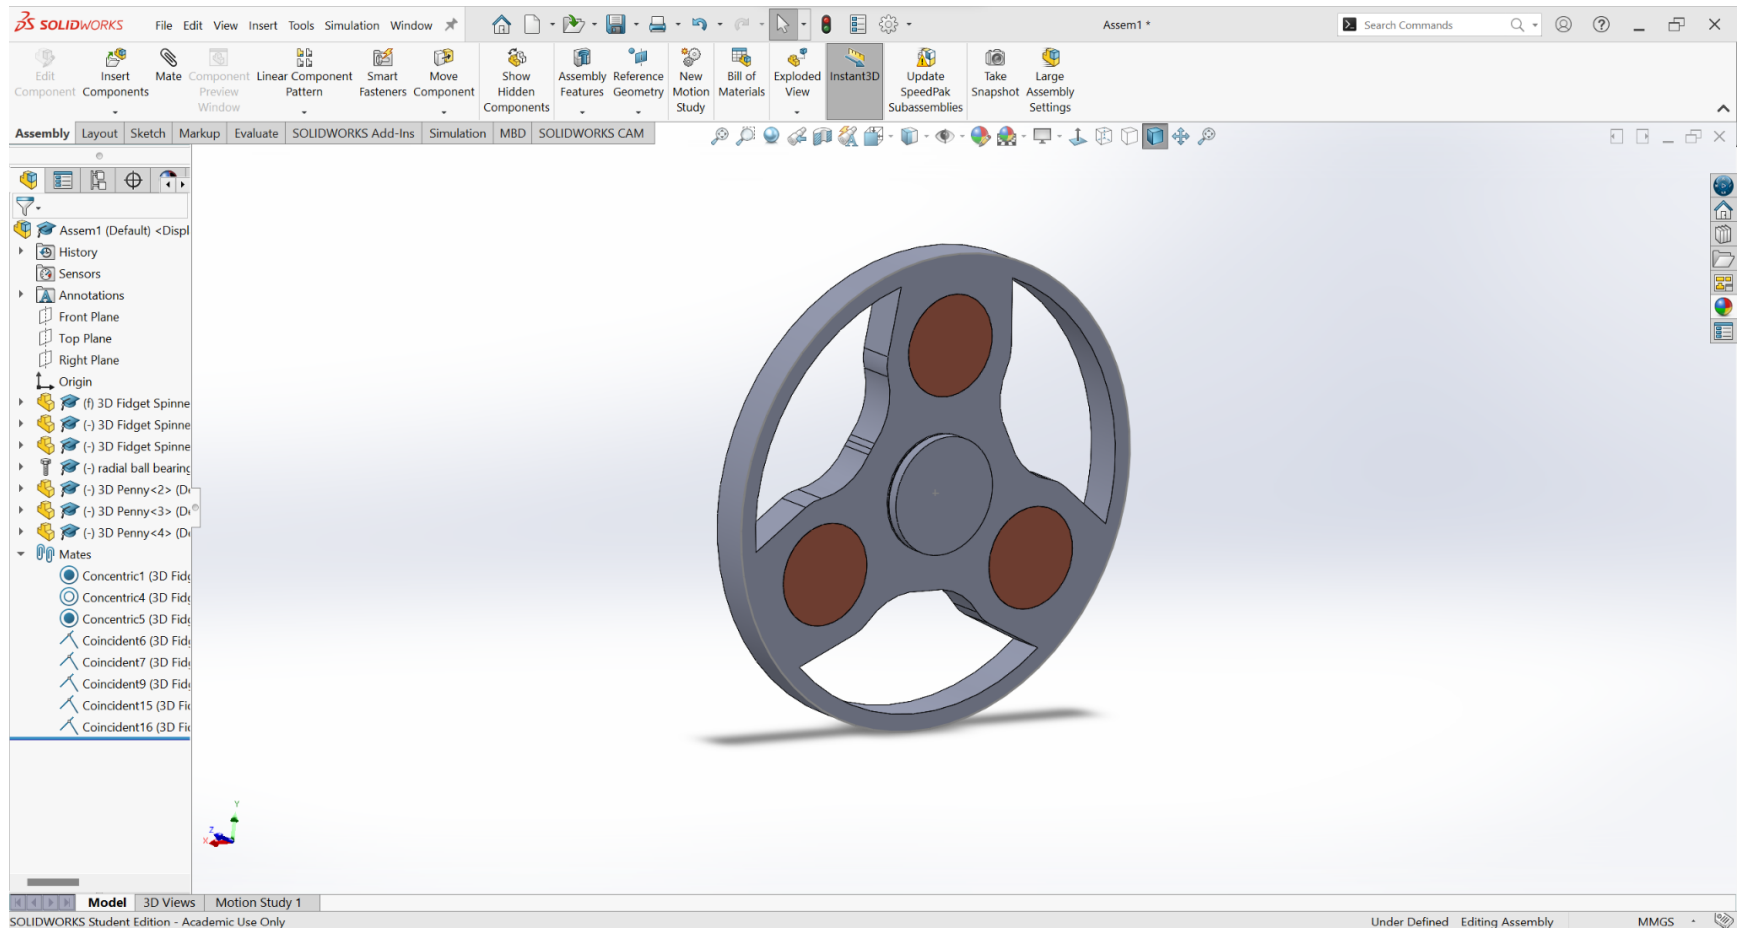 SOLIDWORKS File Edit View Insert Tools Simulation Window Assem1 * Search Commands
Edit Component
Insert Components
Mate
Component Preview Window
Linear Component Pattern
Smart Fasteners
Move Component
Show Hidden Components
Assembly Features
Reference Geometry
New Motion Study
Bill of Materials
Exploded View
Instant3D
Update SpeedPak Subassemblies
Take Snapshot
Large Assembly Settings
Assembly Layout Sketch Markup Evaluate SOLIDWORKS Add-Ins Simulation MBD SOLIDWORKS CAM
Assem1 (Default) <Displ
History
Sensors
Annotations
Front Plane
Top Plane
Right Plane
Origin
(f) 3D Fidget Spinne
(-) 3D Fidget Spinne
(-) 3D Fidget Spinne
(-) radial ball bearing
(-) 3D Penny<2> (D
(-) 3D Penny<3> (D
(-) 3D Penny<4> (D
Mates
Concentric1 (3D Fidg
Concentric4 (3D Fidg
Concentric5 (3D Fidg
Coincident6 (3D Fidg
Coincident7 (3D Fidg
Coincident9 (3D Fidg
Coincident15 (3D Fi
Coincident16 (3D Fi
Y
Z
X
Model 3D Views Motion Study 1
SOLIDWORKS Student Edition - Academic Use Only Under Defined Editing Assembly MMGS